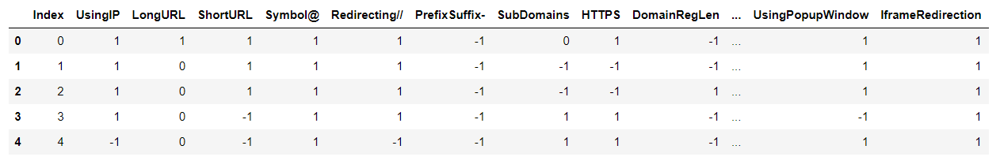 Index UsingIP LongURL ShortURL Symbol@ Redirecting// PrefixSuffix- SubDomains HTTPS DomainRegLen ... UsingPopupWindow IframeRedirection
0 0 1 1 1 1 1 -1 0 1 -1 ... 1 1
1 1 1 0 1 1 1 -1 -1 -1 -1 ... 1 1
2 2 1 0 1 1 1 -1 -1 -1 1 ... 1 1
3 3 1 0 -1 1 1 -1 1 1 -1 ... -1 1
4 4 -1 0 -1 1 -1 -1 1 1 -1 ... 1 1